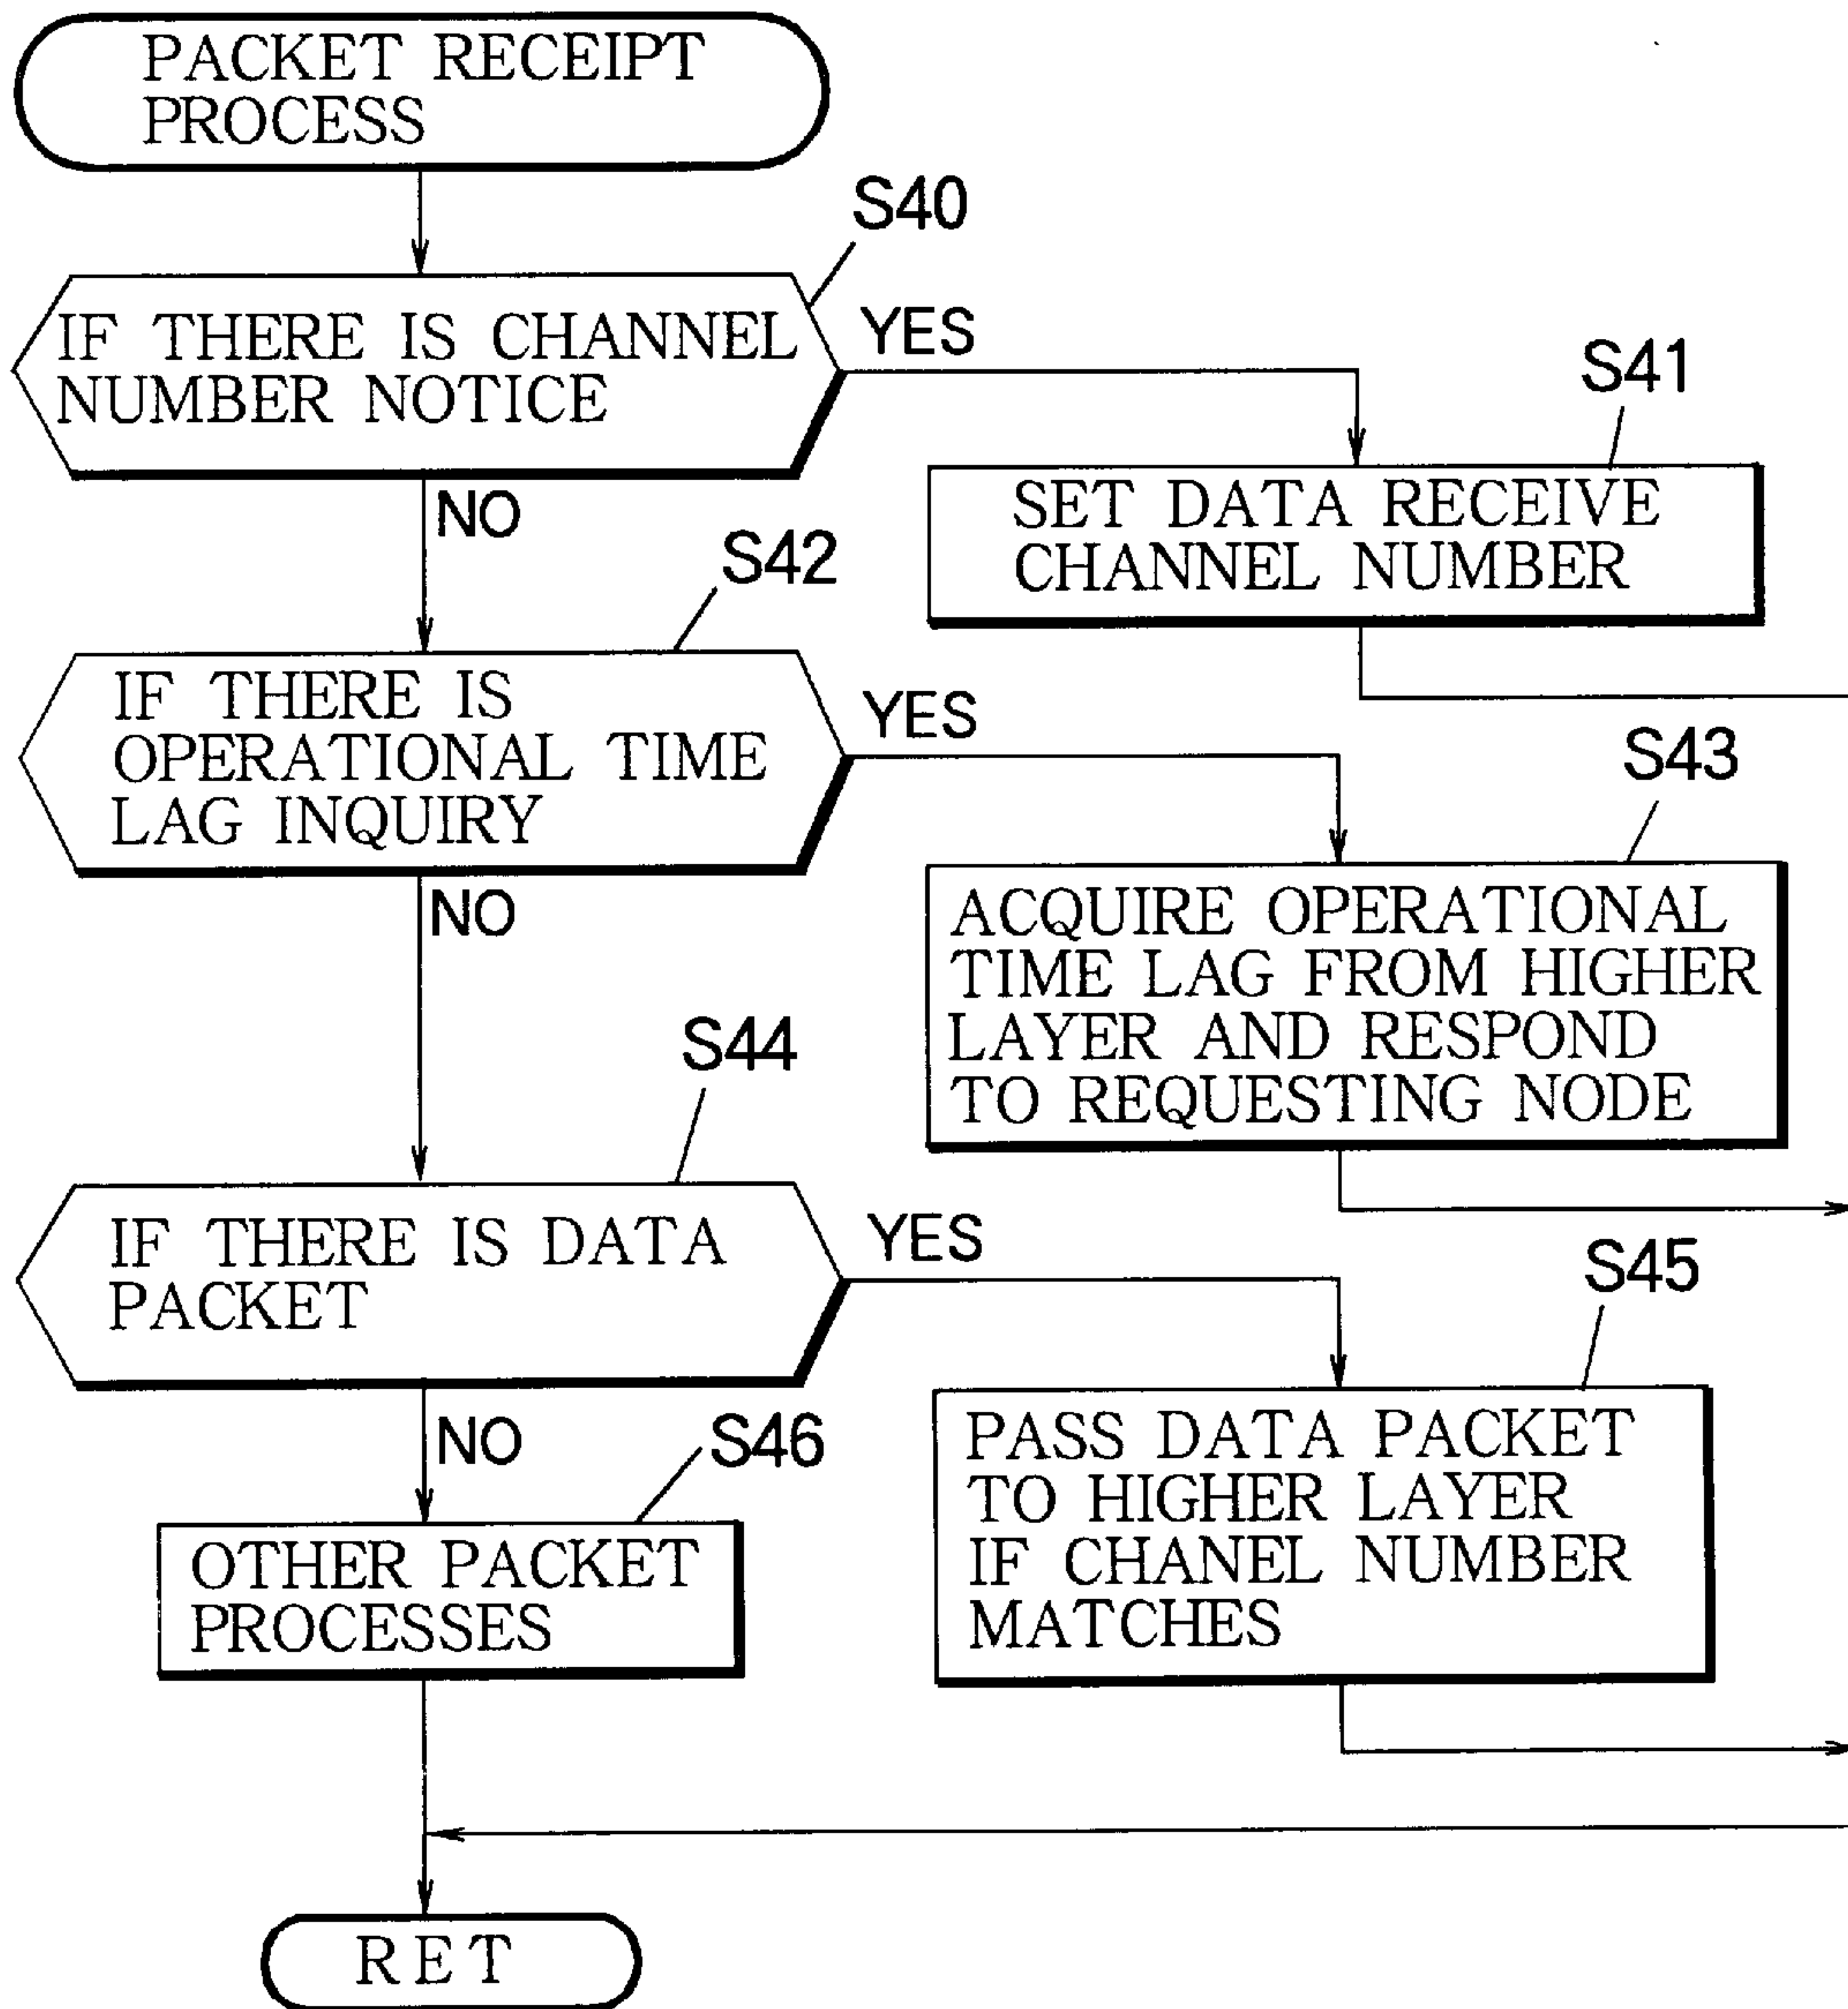 PACKET RECEIPT
PROCESS
S40
IF THERE IS CHANNEL
NUMBER NOTICE
YES
S41
SET DATA RECEIVE
CHANNEL NUMBER
NO
S42
IF THERE IS
OPERATIONAL TIME
LAG INQUIRY
YES
S43
ACQUIRE OPERATIONAL
TIME LAG FROM HIGHER
LAYER AND RESPOND
TO REQUESTING NODE
NO
S44
IF THERE IS DATA
PACKET
YES
S45
PASS DATA PACKET
TO HIGHER LAYER
IF CHANEL NUMBER
MATCHES
NO
S46
OTHER PACKET
PROCESSES
RET